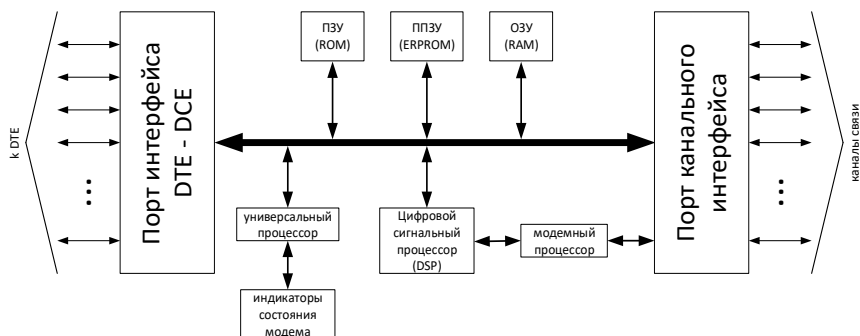 ПЗУ
(ROM)
ППЗУ
(ERPROM)
ОЗУ
(RAM)
k DTE
Порт интерфейса
DTE - DCE
...
универсальный
процессор
индикаторы
состояния
модема
Цифровой
сигнальный
процессор
(DSP)
модемный
процессор
Порт канального
интерфейса
...
каналы связи